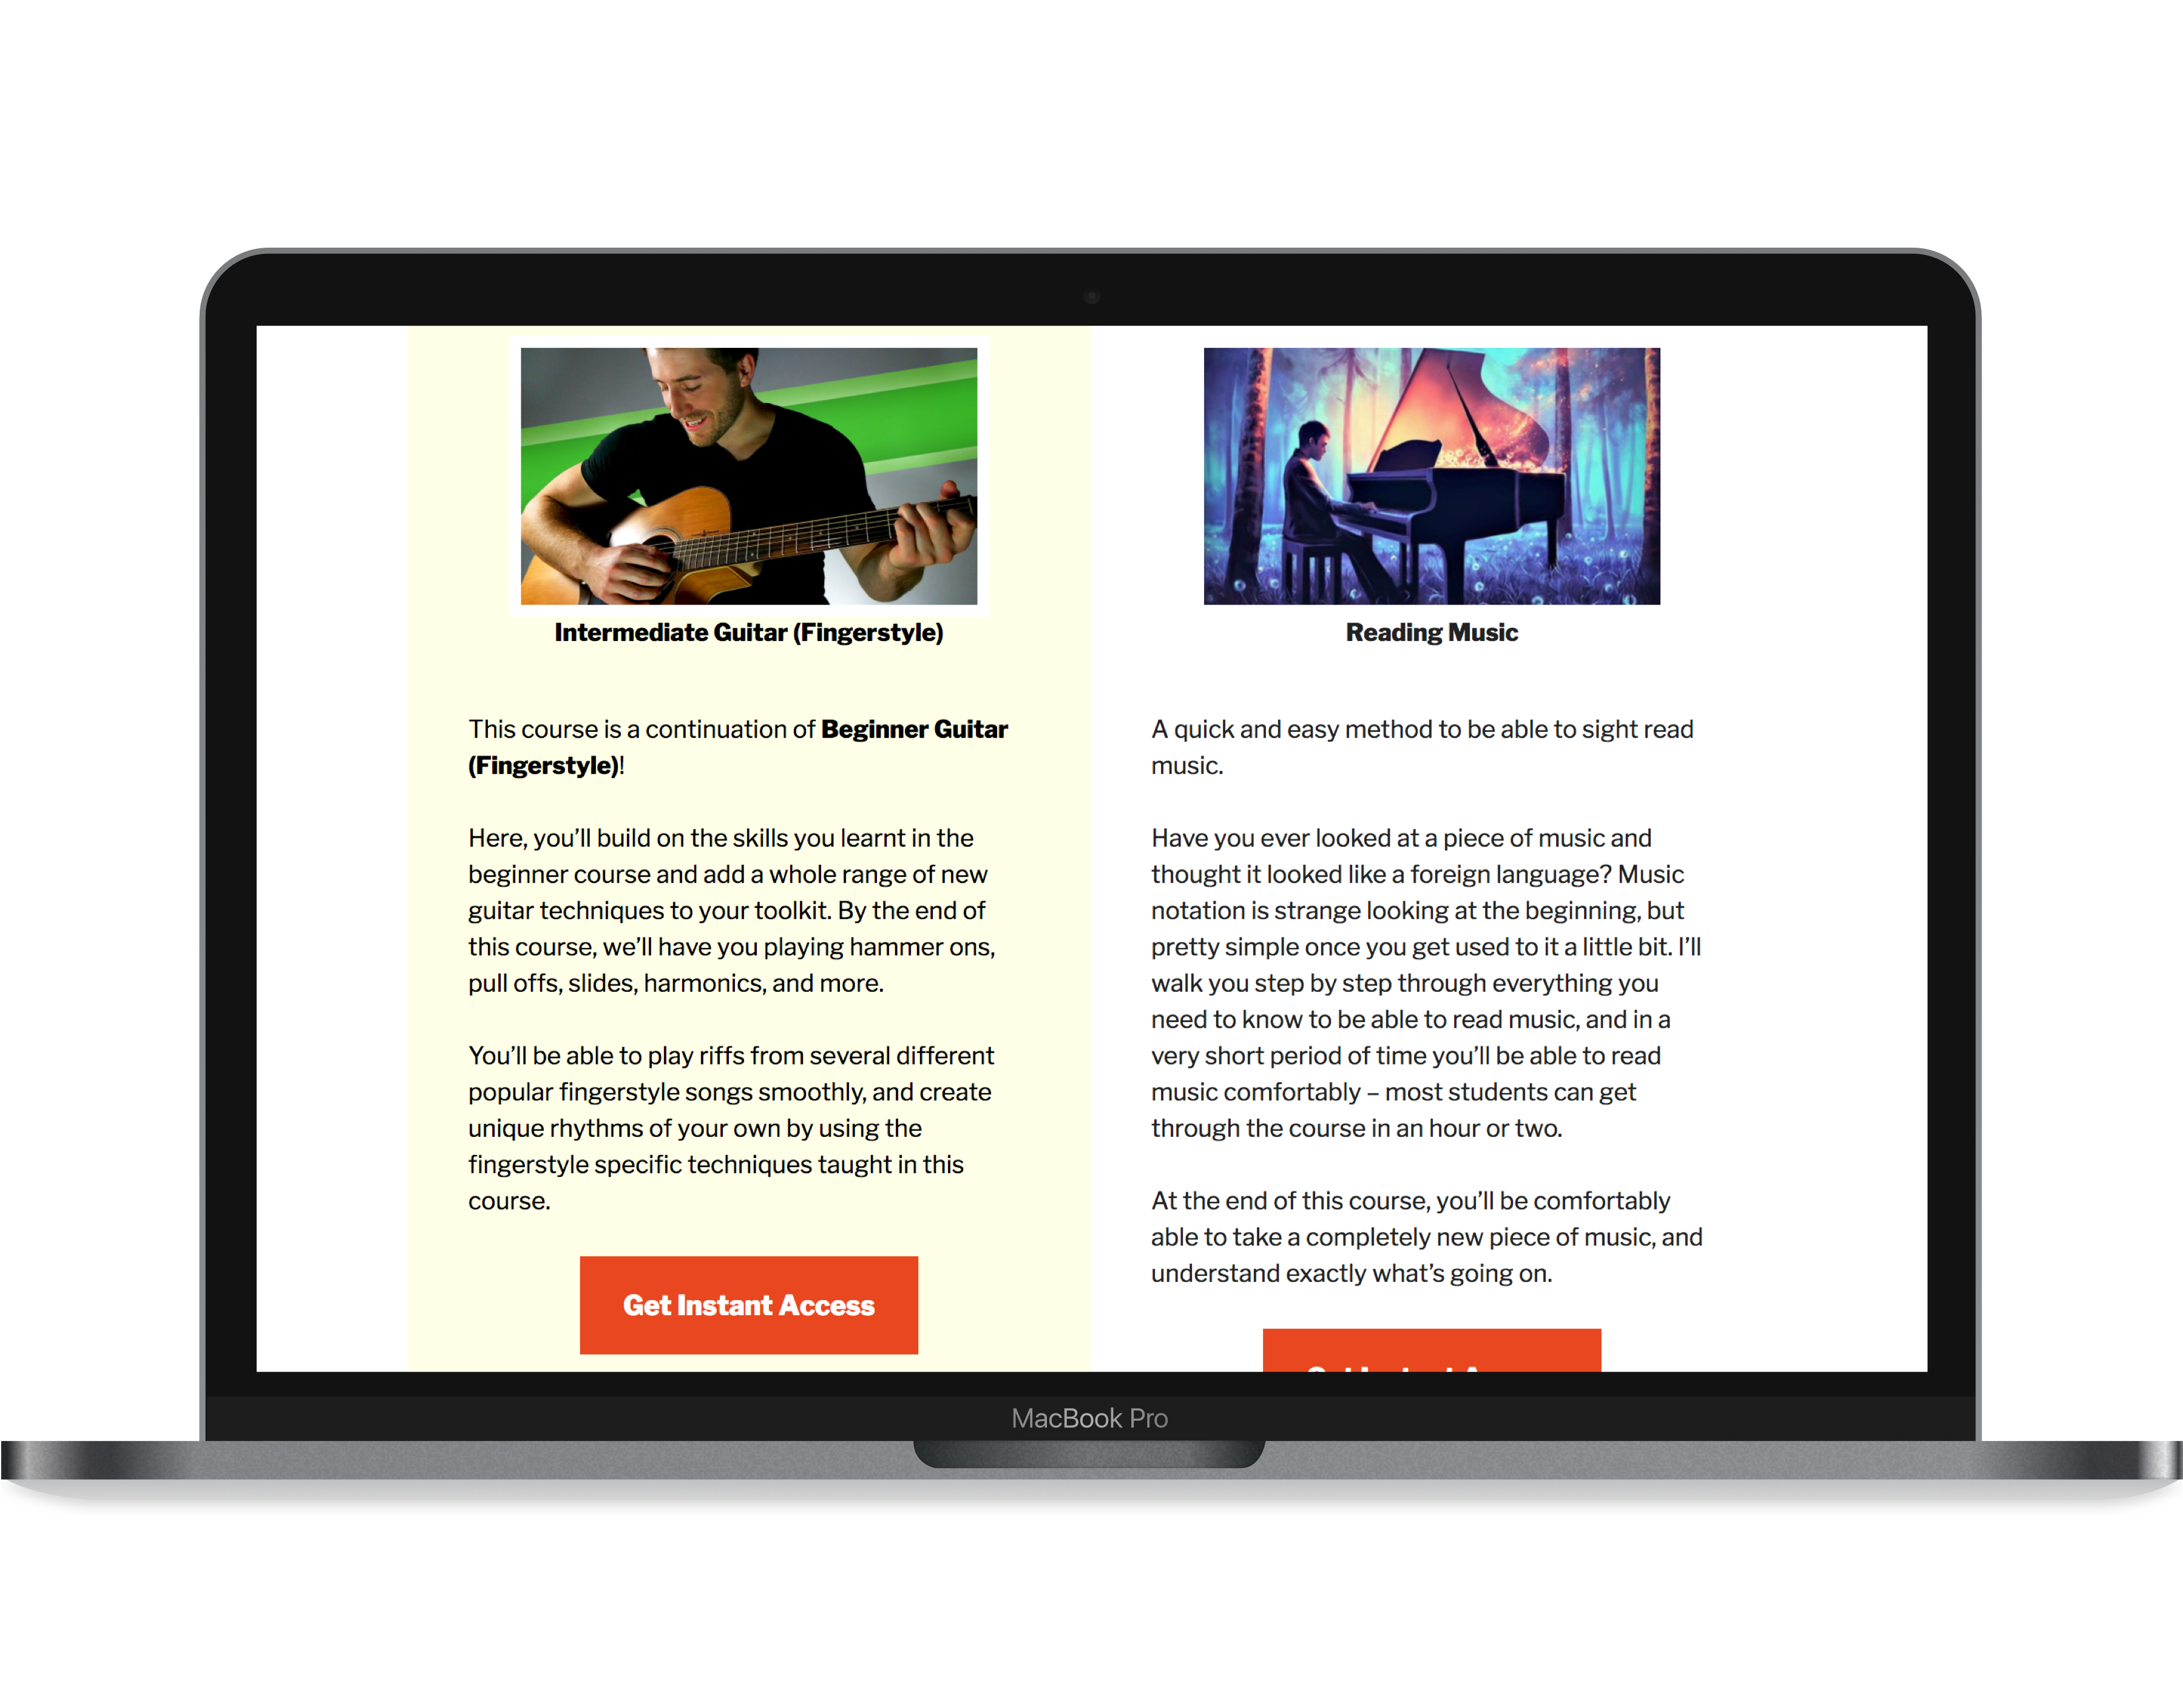 Intermediate Guitar (Fingerstyle)
This course is a continuation of Beginner Guitar
(Fingerstyle)!
Here, you’ll build on the skills you learnt in the
beginner course and add a whole range of new
guitar techniques to your toolkit. By the end of
this course, we’ll have you playing hammer ons,
pull offs, slides, harmonics, and more.
You’ll be able to play riffs from several different
popular fingerstyle songs smoothly, and create
unique rhythms of your own by using the
fingerstyle specific techniques taught in this
course.
Get Instant Access
Reading Music
A quick and easy method to be able to sight read
music.
Have you ever looked at a piece of music and
thought it looked like a foreign language? Music
notation is strange looking at the beginning, but
pretty simple once you get used to it a little bit. I’ll
walk you step by step through everything you
need to know to be able to read music, and in a
very short period of time you’ll be able to read
music comfortably – most students can get
through the course in an hour or two.
At the end of this course, you’ll be comfortably
able to take a completely new piece of music, and
understand exactly what’s going on.
MacBook Pro